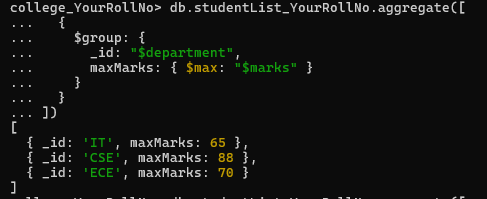 college_YourRollNo> db.studentList_YourRollNo.aggregate([
...   {
...     $group: {
...       _id: "$department",
...       maxMarks: { $max: "$marks" }
...     }
...   }
... ])
[
  { _id: 'IT', maxMarks: 65 },
  { _id: 'CSE', maxMarks: 88 },
  { _id: 'ECE', maxMarks: 70 }
]